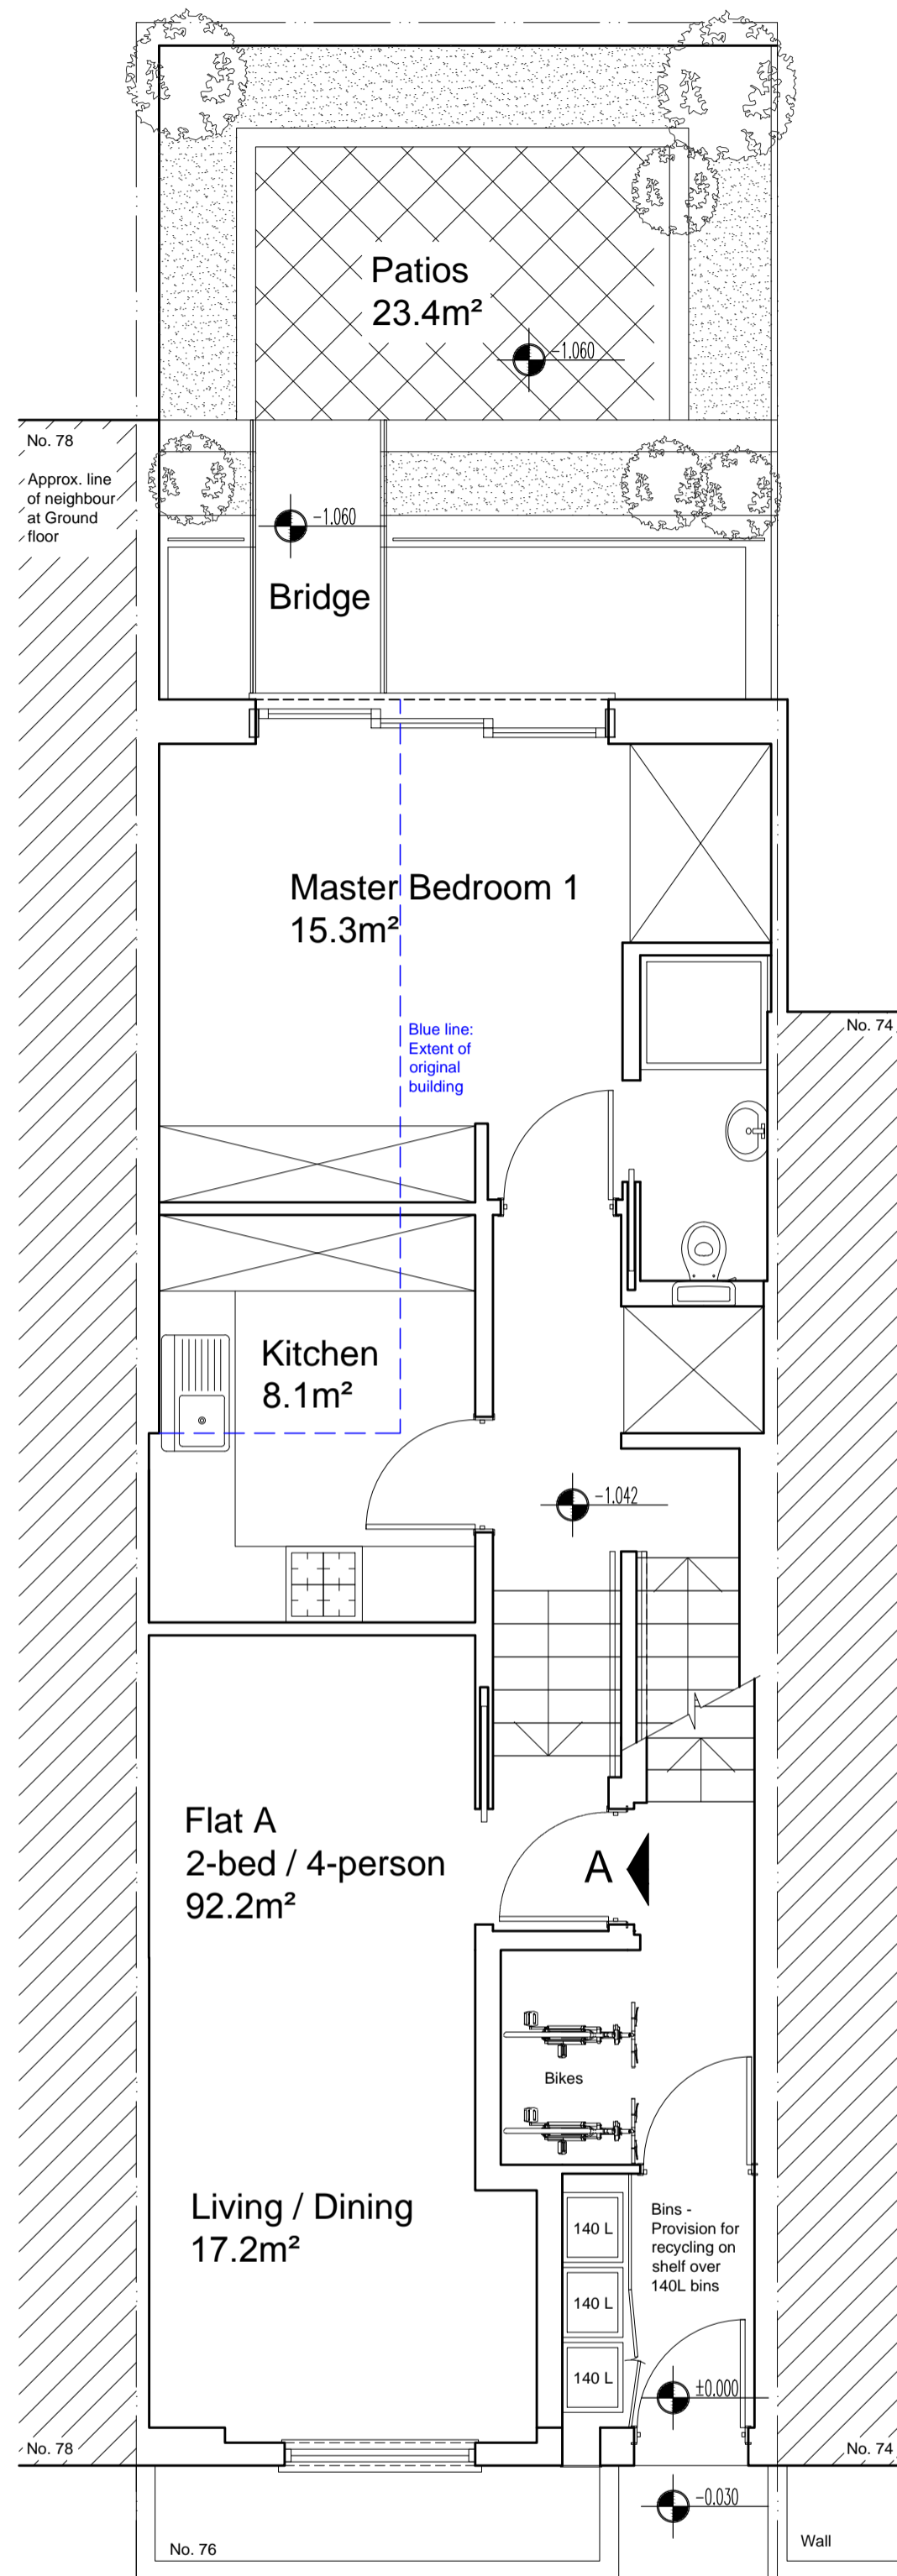 Patios
23.4m²
-1.060
No. 78
Approx. line
of neighbour
at Ground
floor
-1.060
Bridge
Master Bedroom 1
15.3m²
Blue line:
Extent of
original
building
No. 74
Kitchen
8.1m²
-1.042
Flat A
2-bed / 4-person
92.2m²
A
Bikes
Living / Dining
17.2m²
Bins -
Provision for
recycling on
shelf over
140L bins
140 L
140 L
140 L
±0.000
No. 78
No. 74
-0.030
No. 76
Wall